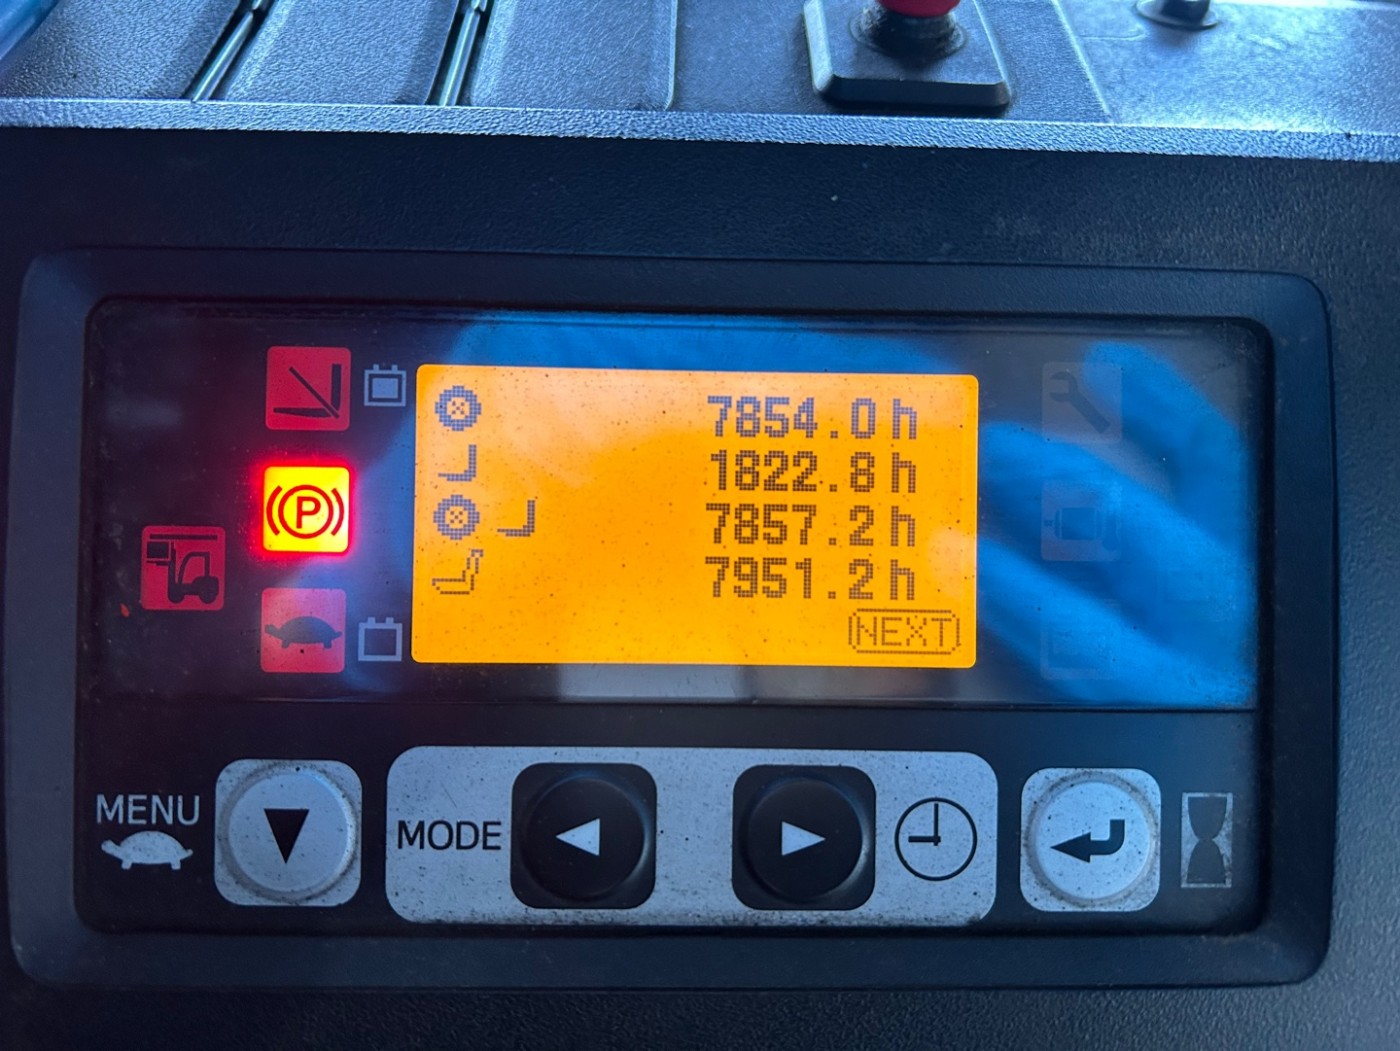 7854.0h
1822.8h
7857.2h
7951.2h
NEXT
P
MENU
MODE